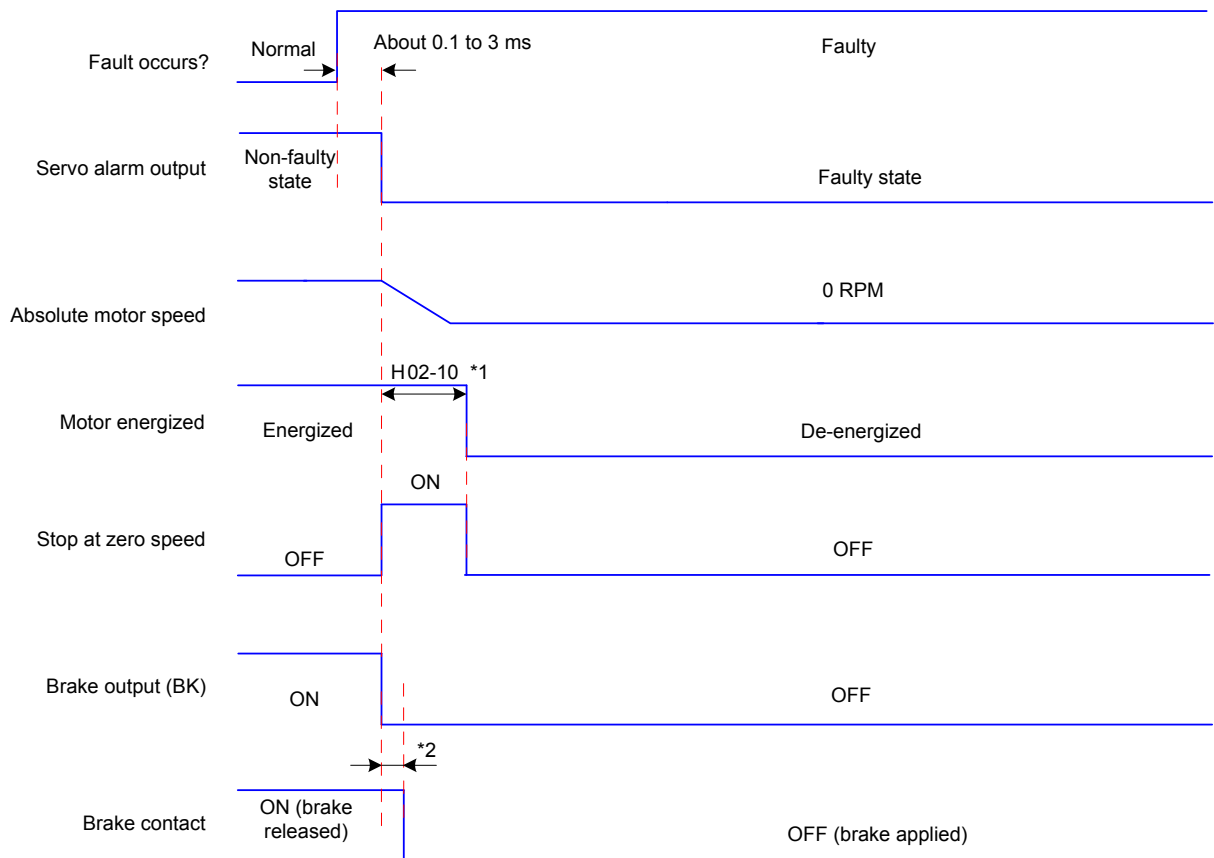 Fault occurs?
Normal
About 0.1 to 3 ms
Faulty
Servo alarm output
Non-faulty
state
Faulty state
Absolute motor speed
0 RPM
Motor energized
H02-10 *1
Energized
De-energized
Stop at zero speed
ON
OFF
OFF
Brake output (BK)
ON
OFF
*2
Brake contact
ON (brake
released)
OFF (brake applied)